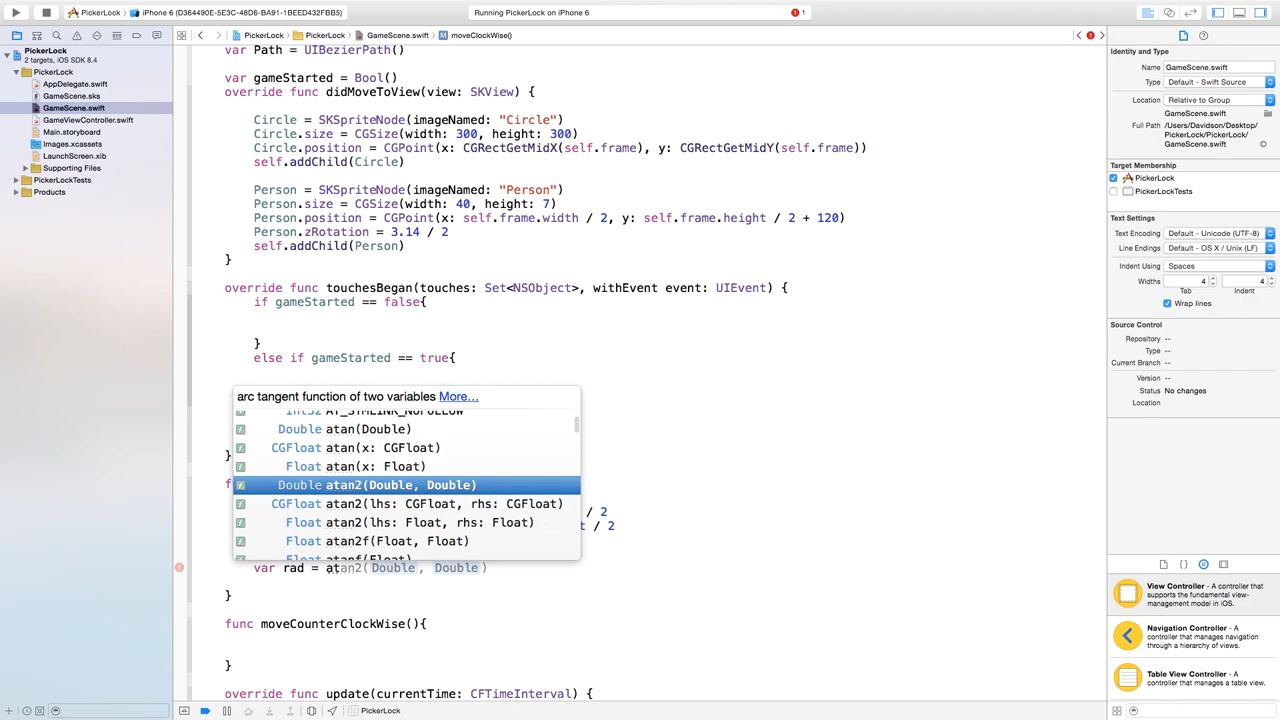 PickerLock
iPhone 6 (D364490E-5E3C-48D6-BA91-1BEED432FBB5)
Running PickerLock on iPhone 6
1
PickerLock
2 targets, iOS SDK 8.4
PickerLock
AppDelegate.swift
GameScene.sks
GameScene.swift
GameViewController.swift
Main.storyboard
Images.xcassets
LaunchScreen.xib
Supporting Files
PickerLockTests
Products
PickerLock
PickerLock
GameScene.swift
moveClockWise()
var Path = UIBezierPath()
var gameStarted = Bool()
override func didMoveToView(view: SKView) {
Circle = SKSpriteNode(imageNamed: "Circle")
Circle.size = CGSize(width: 300, height: 300)
Circle.position = CGPoint(x: CGRectGetMidX(self.frame), y: CGRectGetMidY(self.frame))
self.addChild(Circle)
Person = SKSpriteNode(imageNamed: "Person")
Person.size = CGSize(width: 40, height: 7)
Person.position = CGPoint(x: self.frame.width / 2, y: self.frame.height / 2 + 120)
Person.zRotation = 3.14 / 2
self.addChild(Person)
}
override func touchesBegan(touches: Set<NSObject>, withEvent event: UIEvent) {
if gameStarted == false{
}
else if gameStarted == true{
arc tangent function of two variables More...
Int32 AT_SYMLINK_NOFOLLOW
Double atan(Double)
CGFloat atan(x: CGFloat)
Float atan(x: Float)
Double atan2(Double, Double)
CGFloat atan2(lhs: CGFloat, rhs: CGFloat)
Float atan2(lhs: Float, rhs: Float)
Float atan2f(Float, Float)
Float atanf(Float)
}
f
/ 2
t / 2
var rad = atan2(Double, Double)
}
func moveCounterClockWise(){
}
override func update(currentTime: CFTimeInterval) {
PickerLock
Identity and Type
Name GameScene.swift
Type Default - Swift Source
Location Relative to Group
GameScene.swift
Full Path /Users/Davidson/Desktop/
PickerLock/PickerLock/
GameScene.swift
Target Membership
PickerLock
PickerLockTests
Text Settings
Text Encoding Default - Unicode (UTF-8)
Line Endings Default - OS X / Unix (LF)
Indent Using Spaces
Widths 4 4
Tab Indent
Wrap lines
Source Control
Repository --
Type --
Current Branch --
Version --
Status No changes
Location
View Controller - A controller that
supports the fundamental view-
management model in iOS.
Navigation Controller - A
controller that manages navigation
through a hierarchy of views.
Table View Controller - A
controller that manages a table view.